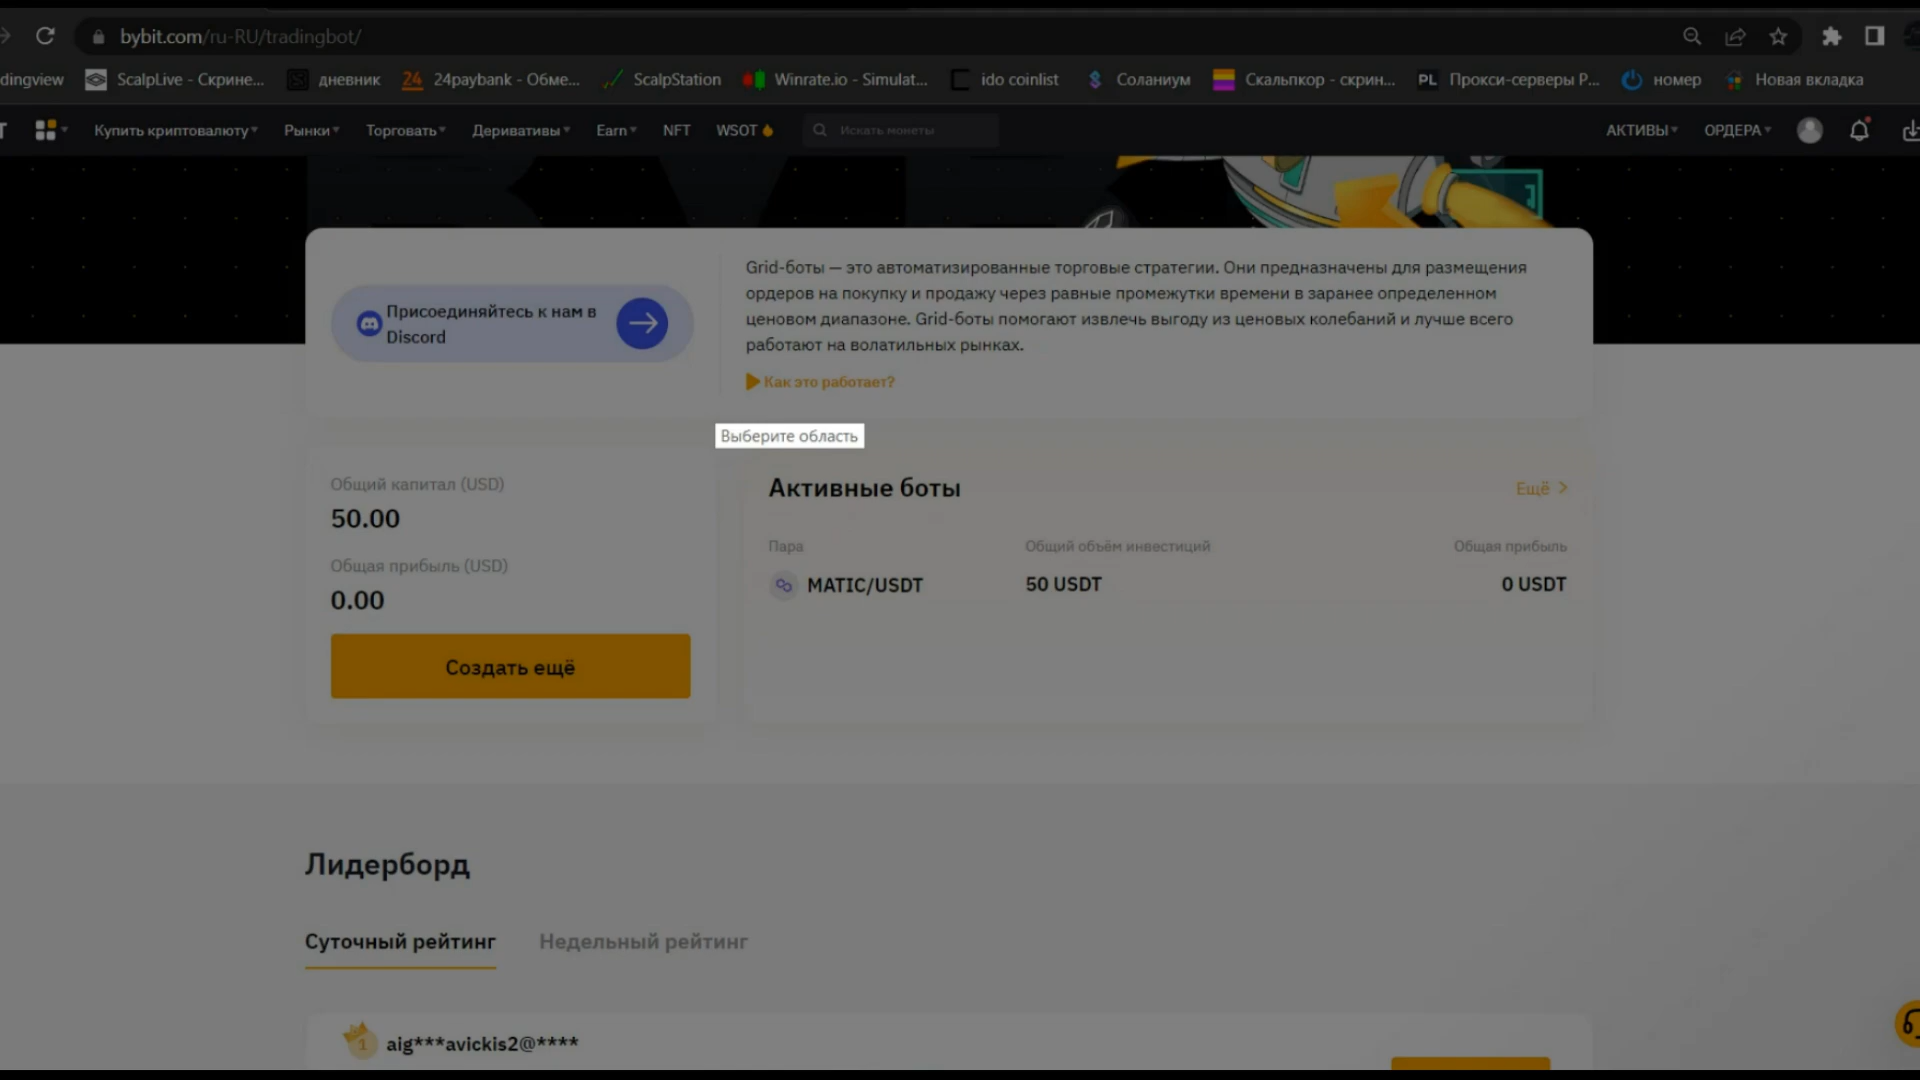 bybit.com/ru-RU/tradingbot/
dingview ScalpLive - Скрине... дневник 24paybank - Обме... ScalpStation Winrate.io - Simulat... ido coinlist Соланиум Скальпкор - скрин... PL Прокси-серверы Р... номер Новая вкладка
T Купить криптовалюту Рынки Торговать Деривативы Earn NFT WSOT Искать монеты АКТИВЫ ОРДЕРА
Присоединяйтесь к нам в
Discord
Grid-боты — это автоматизированные торговые стратегии. Они предназначены для размещения
ордеров на покупку и продажу через равные промежутки времени в заранее определенном
ценовом диапазоне. Grid-боты помогают извлечь выгоду из ценовых колебаний и лучше всего
работают на волатильных рынках.
Как это работает?
Выберите область
Общий капитал (USD)
50.00
Общая прибыль (USD)
0.00
Создать ещё
Активные боты Ещё
Пара Общий объём инвестиций Общая прибыль
MATIC/USDT 50 USDT 0 USDT
Лидерборд
Суточный рейтинг Недельный рейтинг
1 aig***avickis2@****